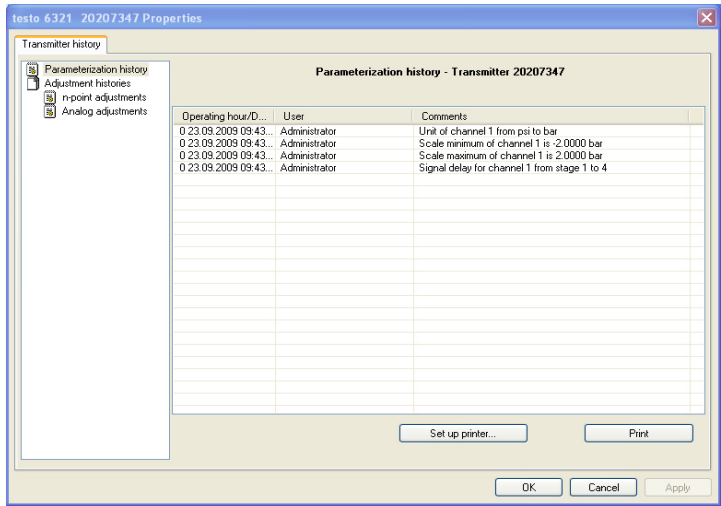 testo 6321 20207347 Properties
Transmitter history
Parameterization history
Adjustment histories
n-point adjustments
Analog adjustments
Parameterization history - Transmitter 20207347
Operating hour/D... User Comments
0 23.09.2009 09:43... Administrator Unit of channel 1 from psi to bar
0 23.09.2009 09:43... Administrator Scale minimum of channel 1 is -2.0000 bar
0 23.09.2009 09:43... Administrator Scale maximum of channel 1 is 2.0000 bar
0 23.09.2009 09:43... Administrator Signal delay for channel 1 from stage 1 to 4
Set up printer... Print
OK Cancel Apply